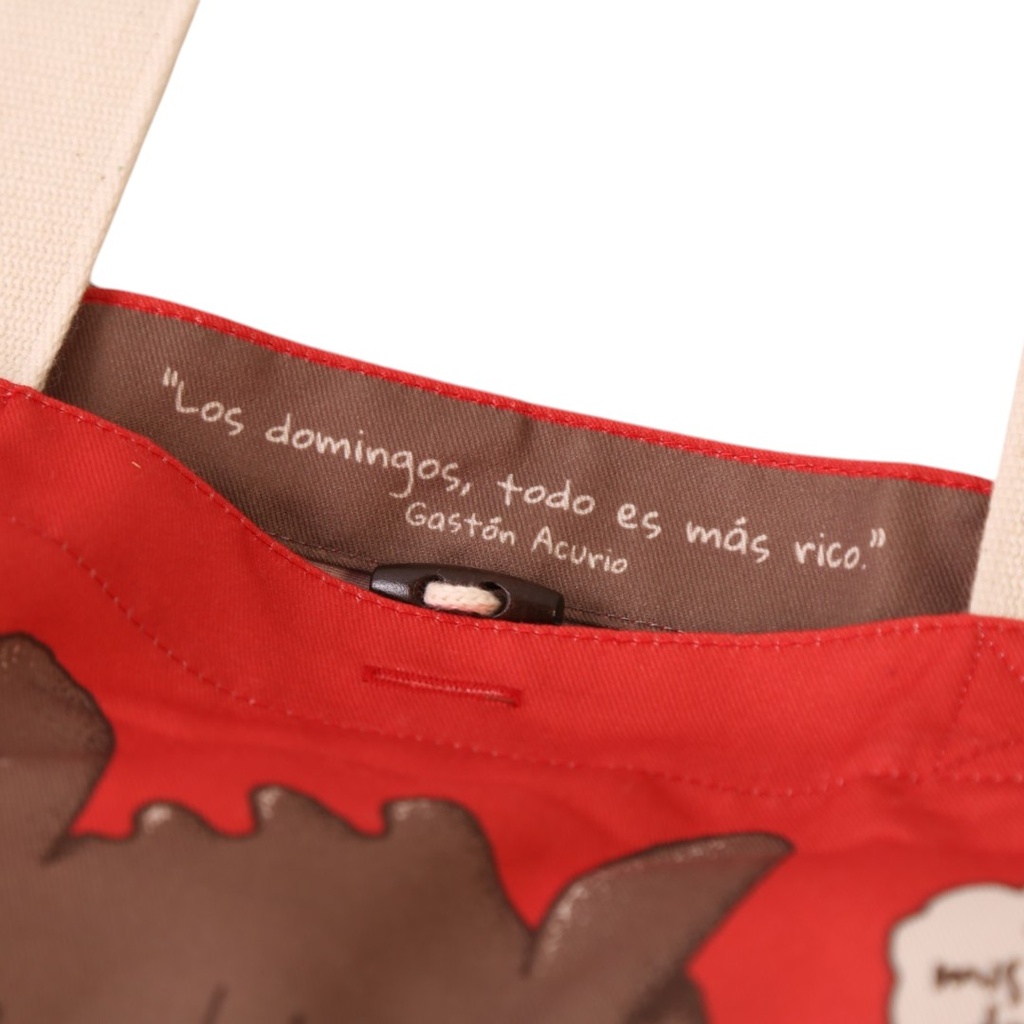 "Los domingos, todo es más rico."
Gastón Acurio